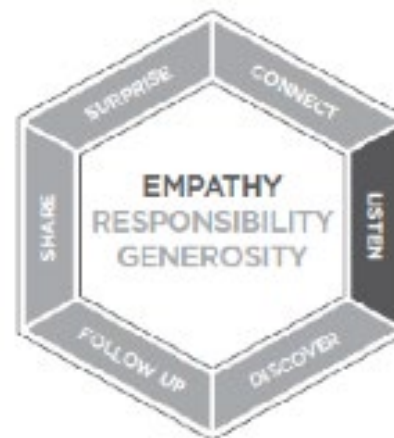 SURPRISE
CONNECT
LISTEN
DISCOVER
FOLLOW UP
SHARE
EMPATHY
RESPONSIBILITY
GENEROSITY